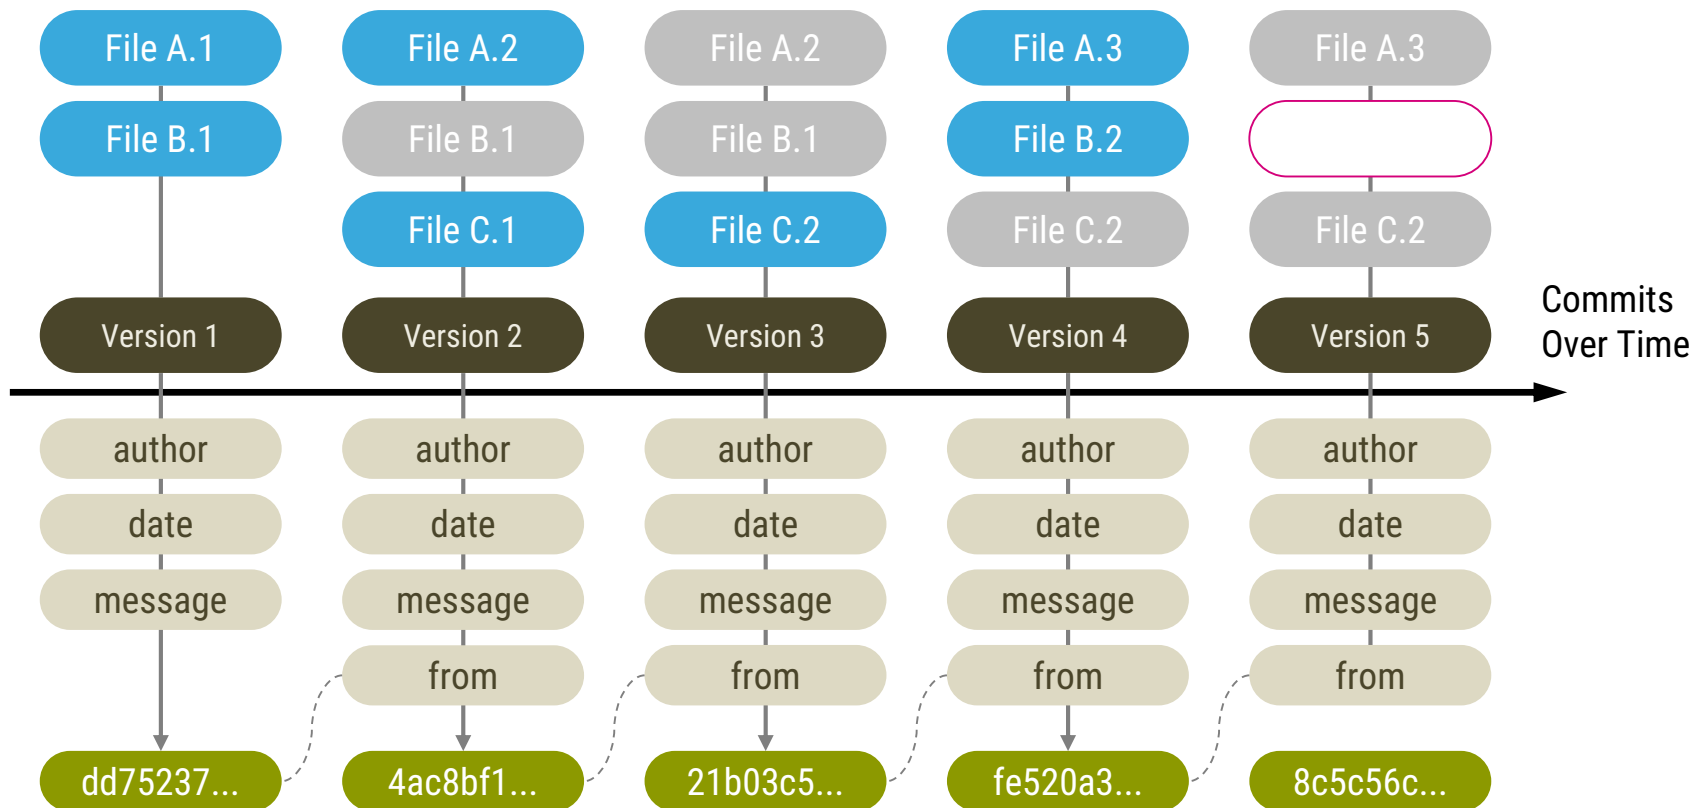 File A.1
File A.2
File A.2
File A.3
File A.3
File B.1
File B.1
File B.1
File B.2
File C.1
File C.2
File C.2
File C.2
Version 1
Version 2
Version 3
Version 4
Version 5
Commits
Over Time
author
author
author
author
author
date
date
date
date
date
message
message
message
message
message
from
from
from
from
dd75237...
4ac8bf1...
21b03c5...
fe520a3...
8c5c56c...